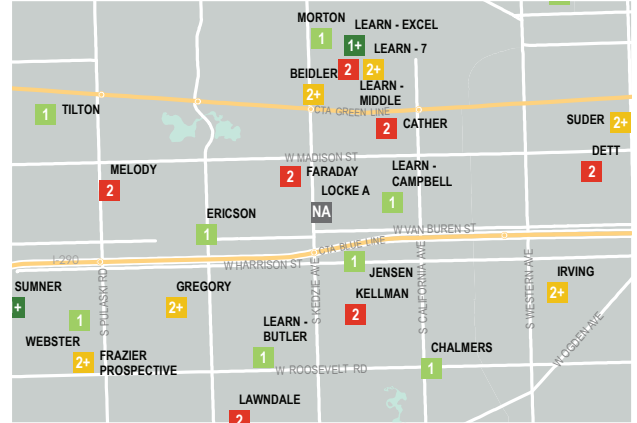 MORTON
LEARN - EXCEL
1
1+
LEARN - 7
2
2+
BEIDLER
2+
LEARN -
MIDDLE
CTA GREEN LINE
1
TILTON
2
CATHER
SUDER
2+
W MADISON ST
DETT
2
MELODY
2
2
FARADAY
LEARN -
CAMPBELL
LOCKE A
1
NA
ERICSON
1
W VAN BUREN ST
CTA BLUE LINE
I-290
W HARRISON ST
1
JENSEN
S PULASKI RD
S KEDZIE AVE
S CALIFORNIA AVE
S WESTERN AVE
SUMNER
+
GREGORY
2+
KELLMAN
2
IRVING
2+
1
WEBSTER
LEARN -
BUTLER
1
W OGDEN AVE
2+
FRAZIER
PROSPECTIVE
CHALMERS
1
W ROOSEVELT RD
LAWNDALE
2